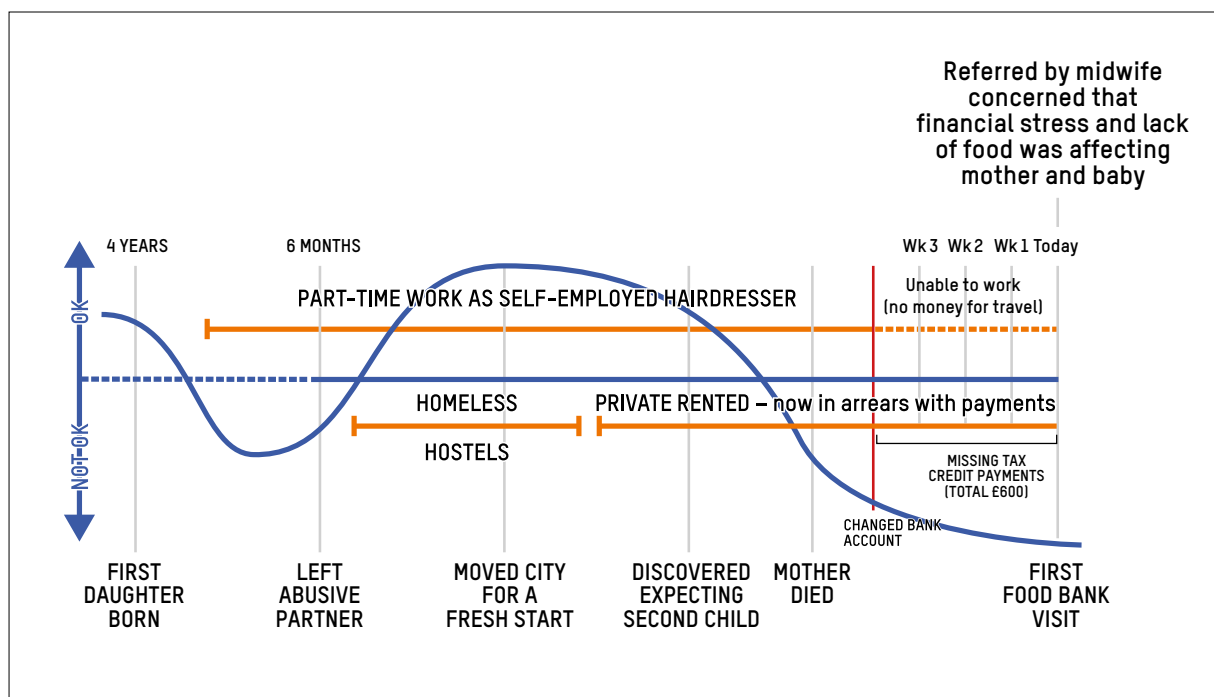 Referred by midwife
concerned that
financial stress and lack
of food was affecting
mother and baby
4 YEARS
6 MONTHS
Wk 3 Wk 2 Wk 1 Today
OK
NOT OK
PART-TIME WORK AS SELF-EMPLOYED HAIRDRESSER
Unable to work
(no money for travel)
HOMELESS
HOSTELS
PRIVATE RENTED – now in arrears with payments
MISSING TAX
CREDIT PAYMENTS
(TOTAL £600)
CHANGED BANK
ACCOUNT
FIRST
DAUGHTER
BORN
LEFT
ABUSIVE
PARTNER
MOVED CITY
FOR A
FRESH START
DISCOVERED
EXPECTING
SECOND CHILD
MOTHER
DIED
FIRST
FOOD BANK
VISIT